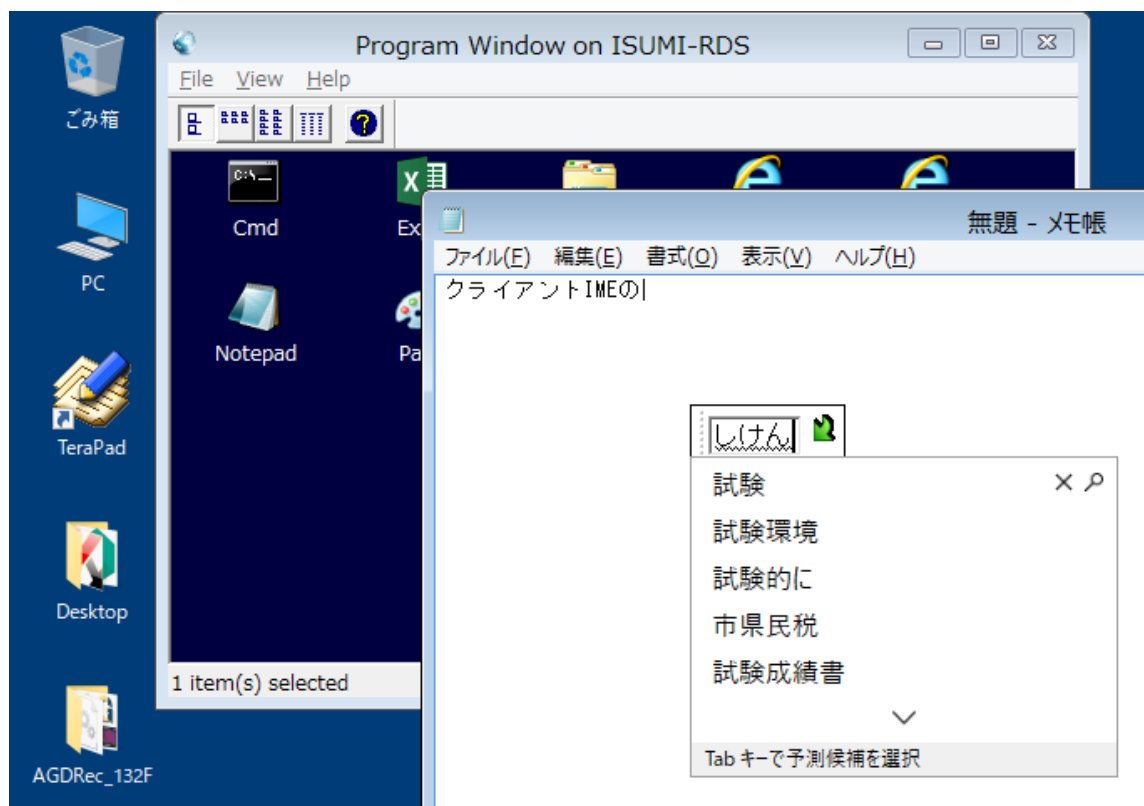 ごみ箱
PC
TeraPad
Desktop
AGDRec_132F
Program Window on ISUMI-RDS
File View Help
C:\_
Cmd
Ex
Notepad
Pa
1 item(s) selected
無題 - メモ帳
ファイル(F) 編集(E) 書式(O) 表示(V) ヘルプ(H)
クライアントIMEの
しけん
試験
試験環境
試験的に
市県民税
試験成績書
Tab キーで予測候補を選択